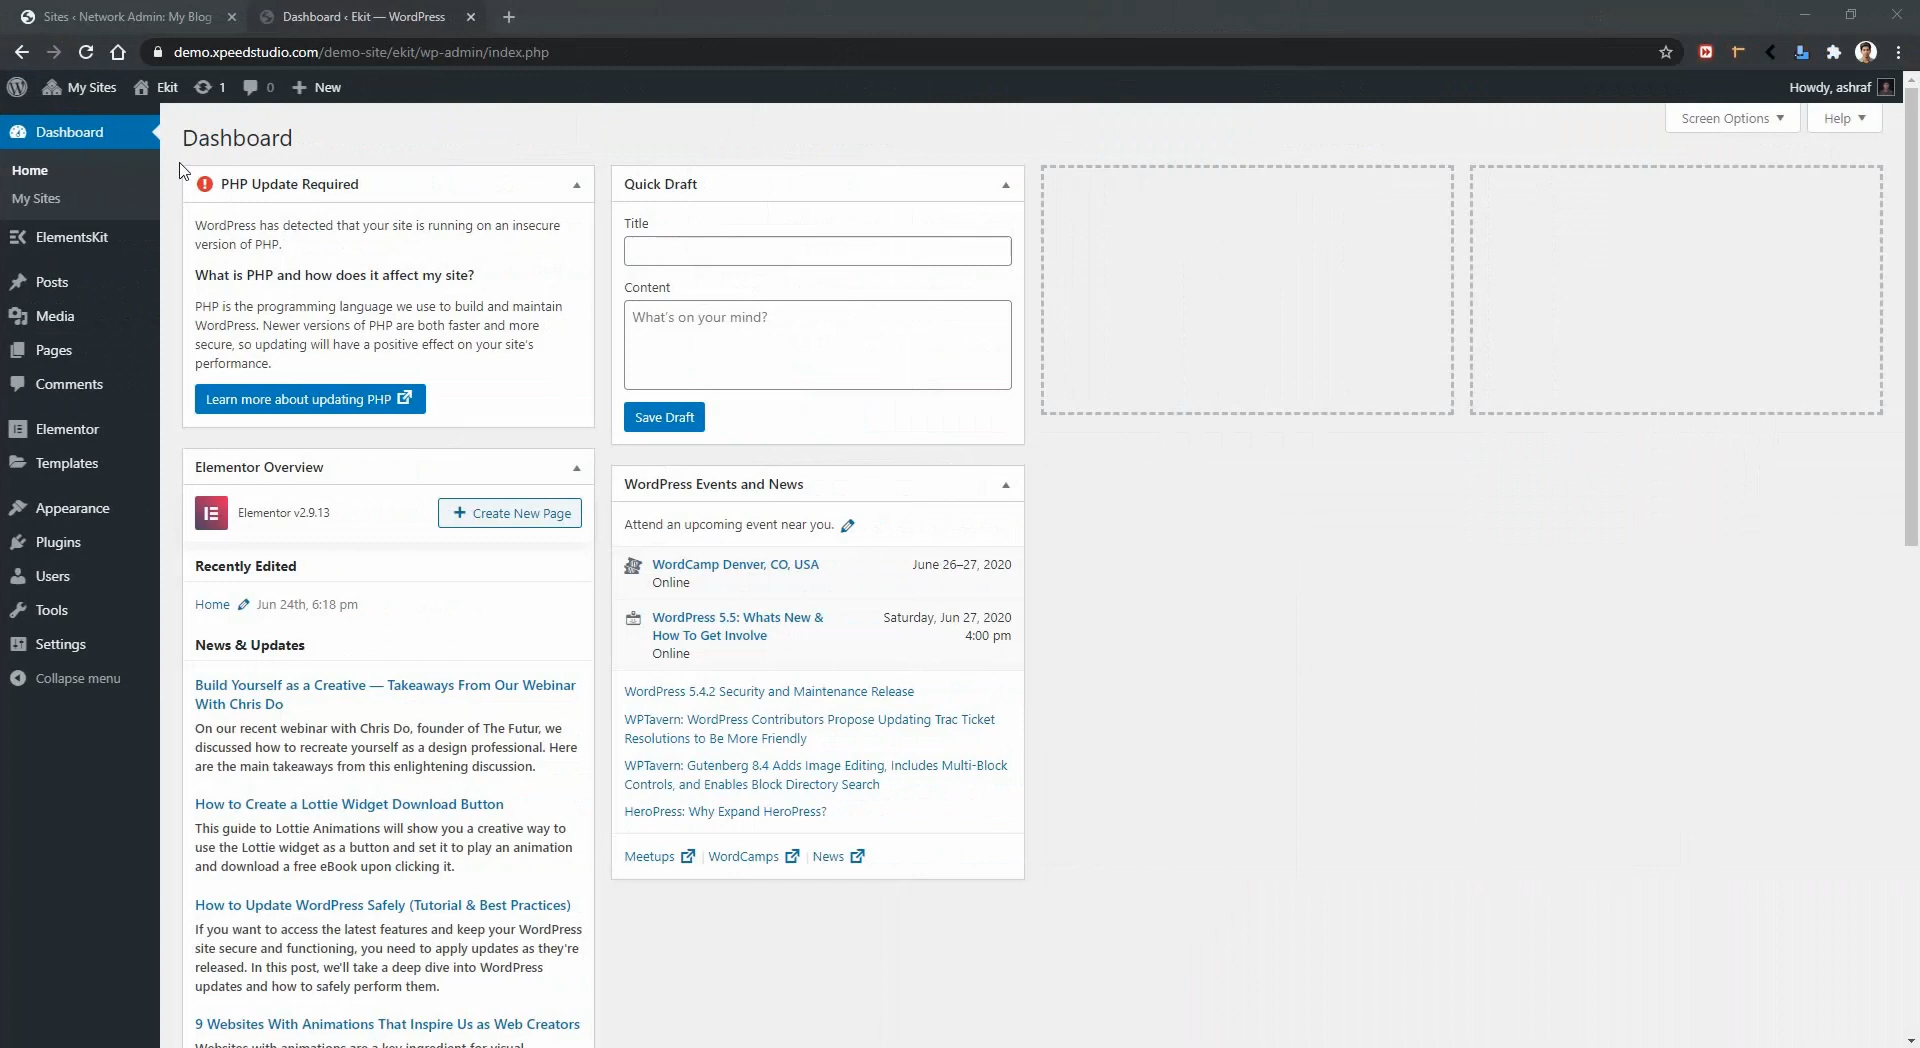 Sites ‹ Network Admin: My Blog
Dashboard ‹ Ekit — WordPress
demo.xpeedstudio.com/demo-site/ekit/wp-admin/index.php
My Sites
Ekit
1
0
New
Howdy, ashraf
Dashboard
Home
My Sites
ElementsKit
Posts
Media
Pages
Comments
Elementor
Templates
Appearance
Plugins
Users
Tools
Settings
Collapse menu
Dashboard
Screen Options
Help
PHP Update Required
WordPress has detected that your site is running on an insecure
version of PHP.
What is PHP and how does it affect my site?
PHP is the programming language we use to build and maintain
WordPress. Newer versions of PHP are both faster and more
secure, so updating will have a positive effect on your site's
performance.
Learn more about updating PHP
Elementor Overview
Elementor v2.9.13
Create New Page
Recently Edited
Home
Jun 24th, 6:18 pm
News & Updates
Build Yourself as a Creative — Takeaways From Our Webinar
With Chris Do
On our recent webinar with Chris Do, founder of The Futur, we
discussed how to recreate yourself as a design professional. Here
are the main takeaways from this enlightening discussion.
How to Create a Lottie Widget Download Button
This guide to Lottie Animations will show you a creative way to
use the Lottie widget as a button and set it to play an animation
and download a free eBook upon clicking it.
How to Update WordPress Safely (Tutorial & Best Practices)
If you want to access the latest features and keep your WordPress
site secure and functioning, you need to apply updates as they're
released. In this post, we'll take a deep dive into WordPress
updates and how to safely perform them.
9 Websites With Animations That Inspire Us as Web Creators
Websites with animations are a key ingredient for visual
Quick Draft
Title
Content
What's on your mind?
Save Draft
WordPress Events and News
Attend an upcoming event near you.
WordCamp Denver, CO, USA
June 26–27, 2020
Online
WordPress 5.5: Whats New &
Saturday, Jun 27, 2020
How To Get Involve
4:00 pm
Online
WordPress 5.4.2 Security and Maintenance Release
WPTavern: WordPress Contributors Propose Updating Trac Ticket
Resolutions to Be More Friendly
WPTavern: Gutenberg 8.4 Adds Image Editing, Includes Multi-Block
Controls, and Enables Block Directory Search
HeroPress: Why Expand HeroPress?
Meetups | WordCamps | News